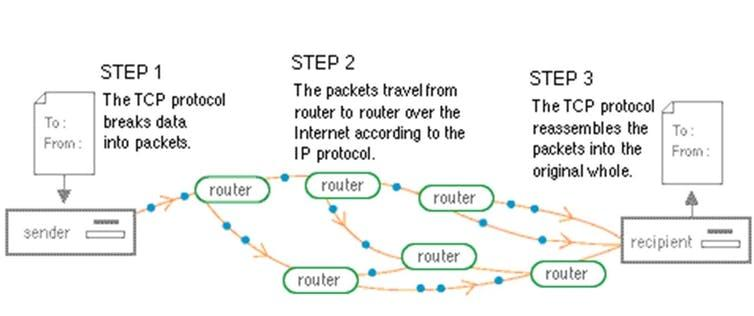 STEP 1
The TCP protocol
breaks data
into packets.
STEP 2
The packets travel from
router to router over the
Internet according to the
IP protocol.
STEP 3
The TCP protocol
reassembles the
packets into the
original whole.
To :
From :
To :
From :
sender
router
router
router
router
router
router
recipient